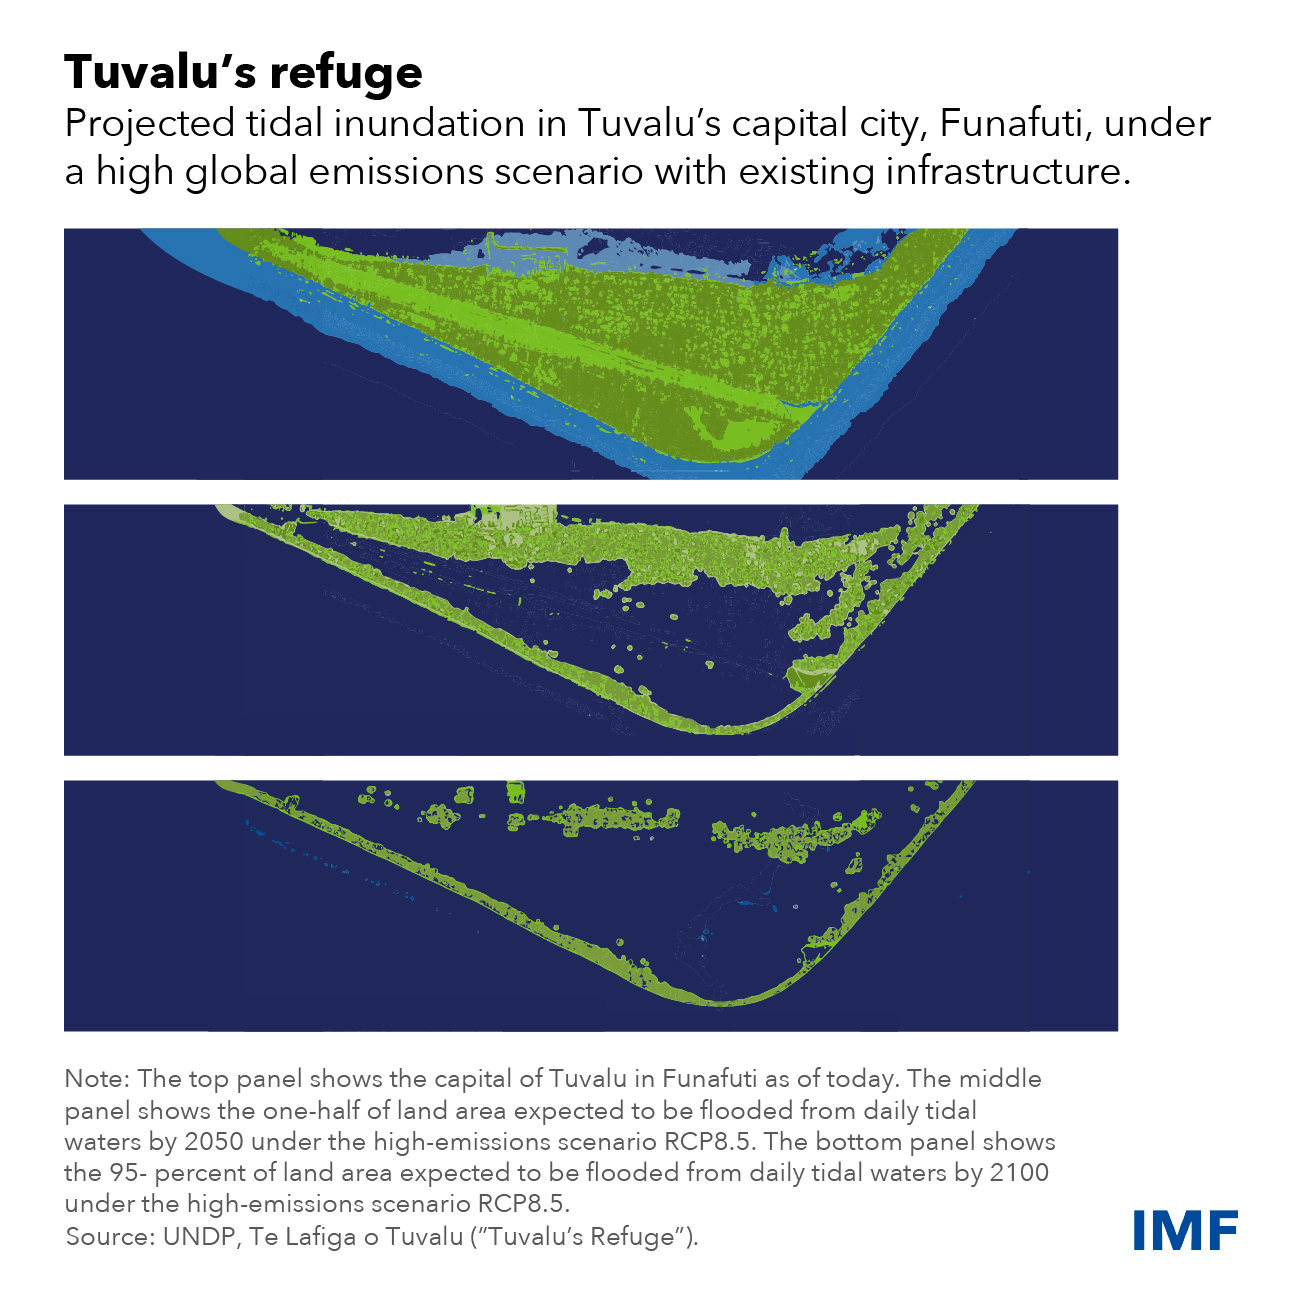 Tuvalu’s refuge
Projected tidal inundation in Tuvalu’s capital city, Funafuti, under
a high global emissions scenario with existing infrastructure.
Note: The top panel shows the capital of Tuvalu in Funafuti as of today. The middle
panel shows the one-half of land area expected to be flooded from daily tidal
waters by 2050 under the high-emissions scenario RCP8.5. The bottom panel shows
the 95- percent of land area expected to be flooded from daily tidal waters by 2100
under the high-emissions scenario RCP8.5.
Source: UNDP, Te Lafiga o Tuvalu (”Tuvalu’s Refuge”).
IMF